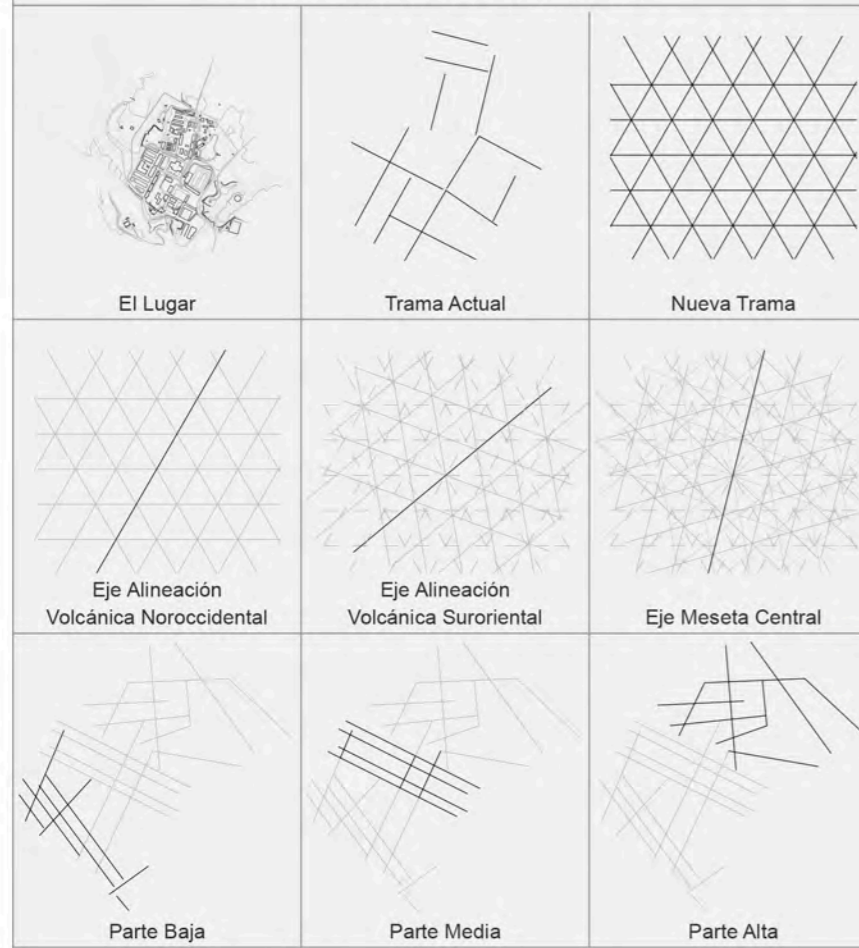 El Lugar
Trama Actual
Nueva Trama
Eje Alineación
Volcánica Noroccidental
Eje Alineación
Volcánica Suroriental
Eje Meseta Central
Parte Baja
Parte Media
Parte Alta